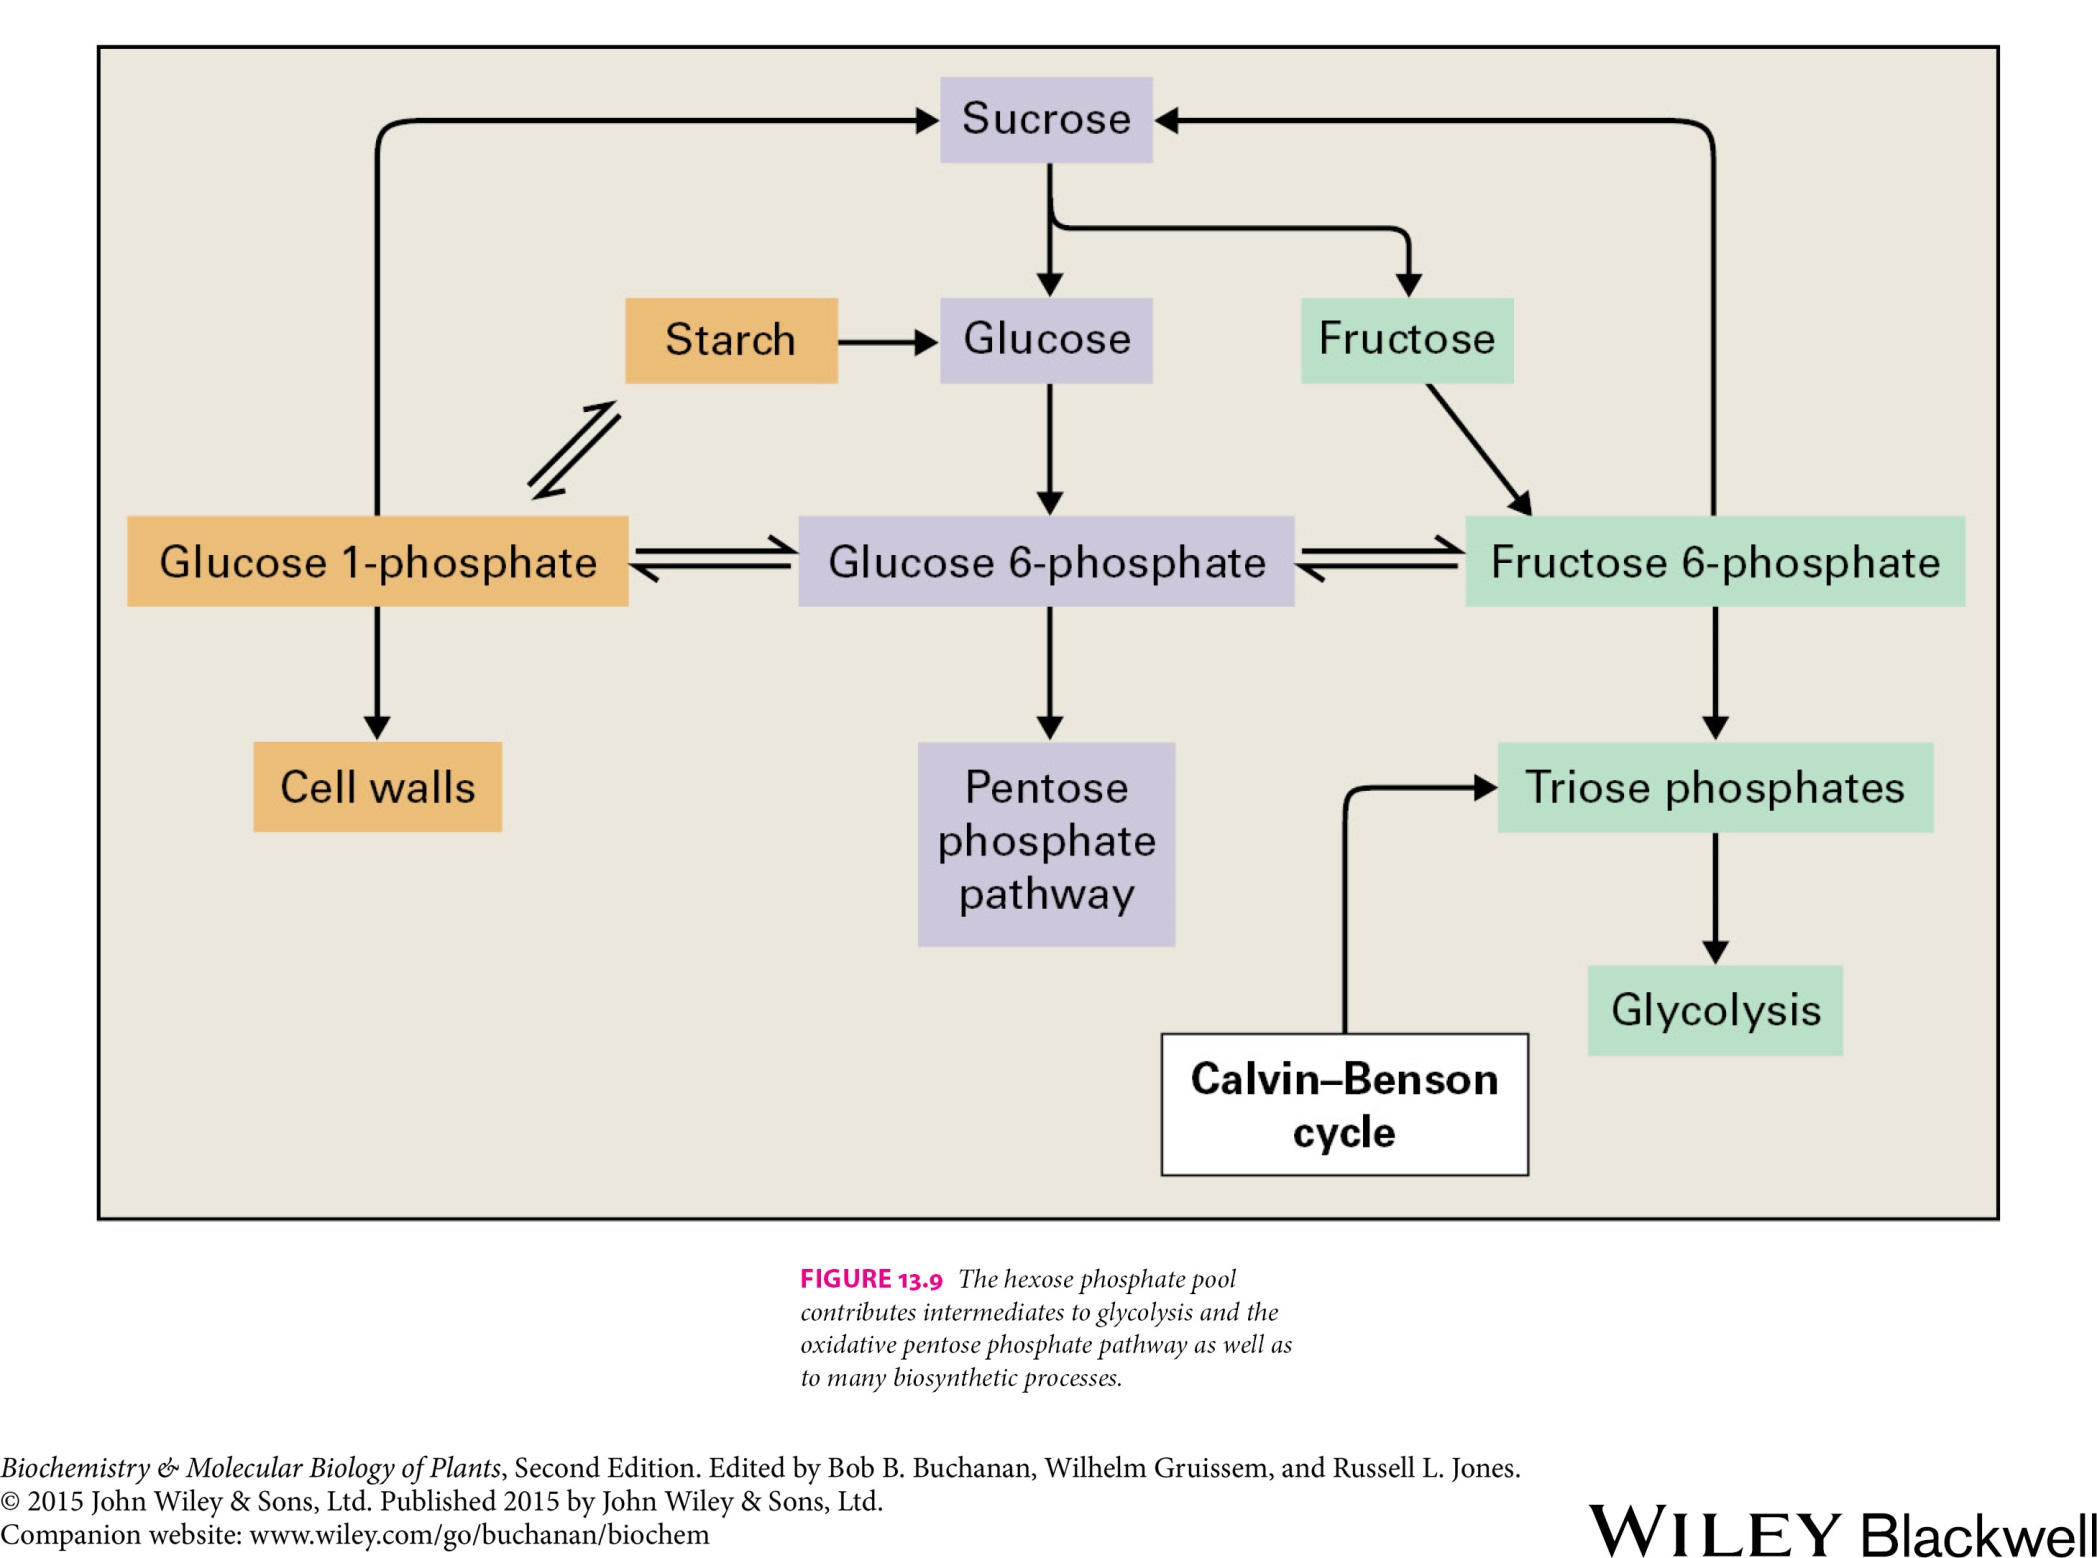 Sucrose
Starch
Glucose
Fructose
Glucose 1-phosphate
Glucose 6-phosphate
Fructose 6-phosphate
Cell walls
Pentose
phosphate
pathway
Triose phosphates
Glycolysis
Calvin–Benson
cycle
FIGURE 13.9 The hexose phosphate pool
contributes intermediates to glycolysis and the
oxidative pentose phosphate pathway as well as
to many biosynthetic processes.
Biochemistry & Molecular Biology of Plants, Second Edition. Edited by Bob B. Buchanan, Wilhelm Gruissem, and Russell L. Jones.
© 2015 John Wiley & Sons, Ltd. Published 2015 by John Wiley & Sons, Ltd.
Companion website: www.wiley.com/go/buchanan/biochem
WILEY Blackwell